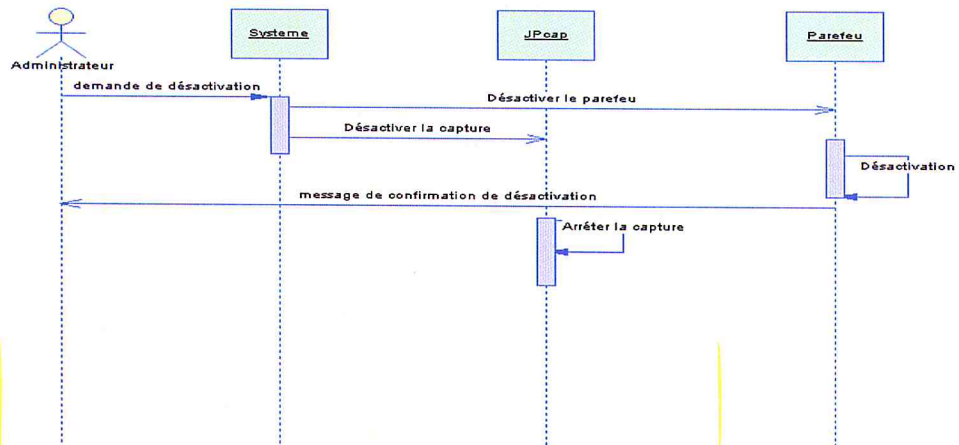 Systeme
JPcap
Parefeu
Administrateur
demande de désactivation
Désactiver le parefeu
Désactiver la capture
Désactivation
message de confirmation de désactivation
Arréter la capture